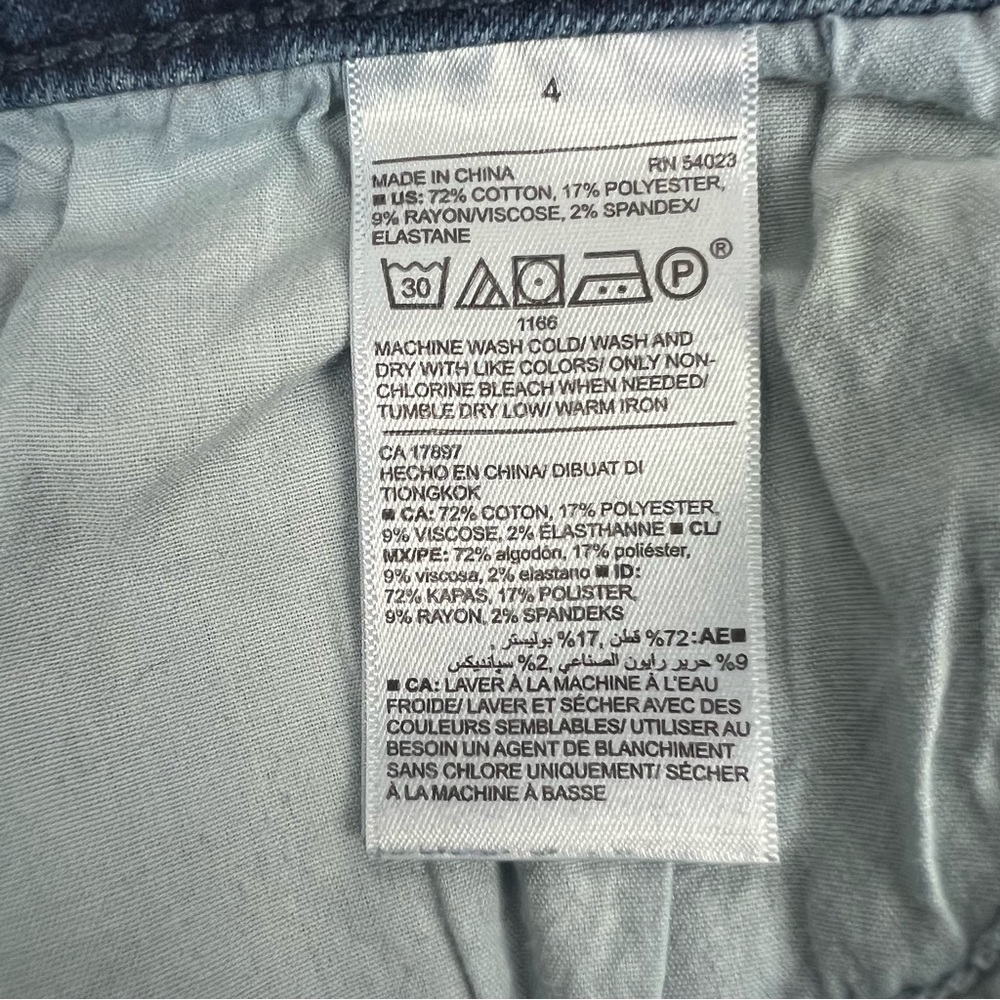 4
MADE IN CHINA RN 54023
■ US: 72% COTTON, 17% POLYESTER,
9% RAYON/VISCOSE, 2% SPANDEX/
ELASTANE
30 P ®
1166
MACHINE WASH COLD/ WASH AND
DRY WITH LIKE COLORS/ ONLY NON-
CHLORINE BLEACH WHEN NEEDED/
TUMBLE DRY LOW/ WARM IRON
CA 17897
HECHO EN CHINA/ DIBUAT DI
TIONGKOK
■ CA: 72% COTON, 17% POLYESTER,
9% VISCOSE, 2% ÉLASTHANNE ■ CL/
MX/PE: 72% algodón, 17% poliéster,
9% viscosa, 2% elastano ■ ID:
72% KAPAS, 17% POLISTER,
9% RAYON, 2% SPANDEKS
■AE: 72% قطن, 17% بوليستر,
9% حرير رايون الصناعي, 2% سباندیکس
■ CA: LAVER À LA MACHINE À L'EAU
FROIDE/ LAVER ET SÉCHER AVEC DES
COULEURS SEMBLABLES/ UTILISER AU
BESOIN UN AGENT DE BLANCHIMENT
SANS CHLORE UNIQUEMENT/ SÉCHER
À LA MACHINE À BASSE